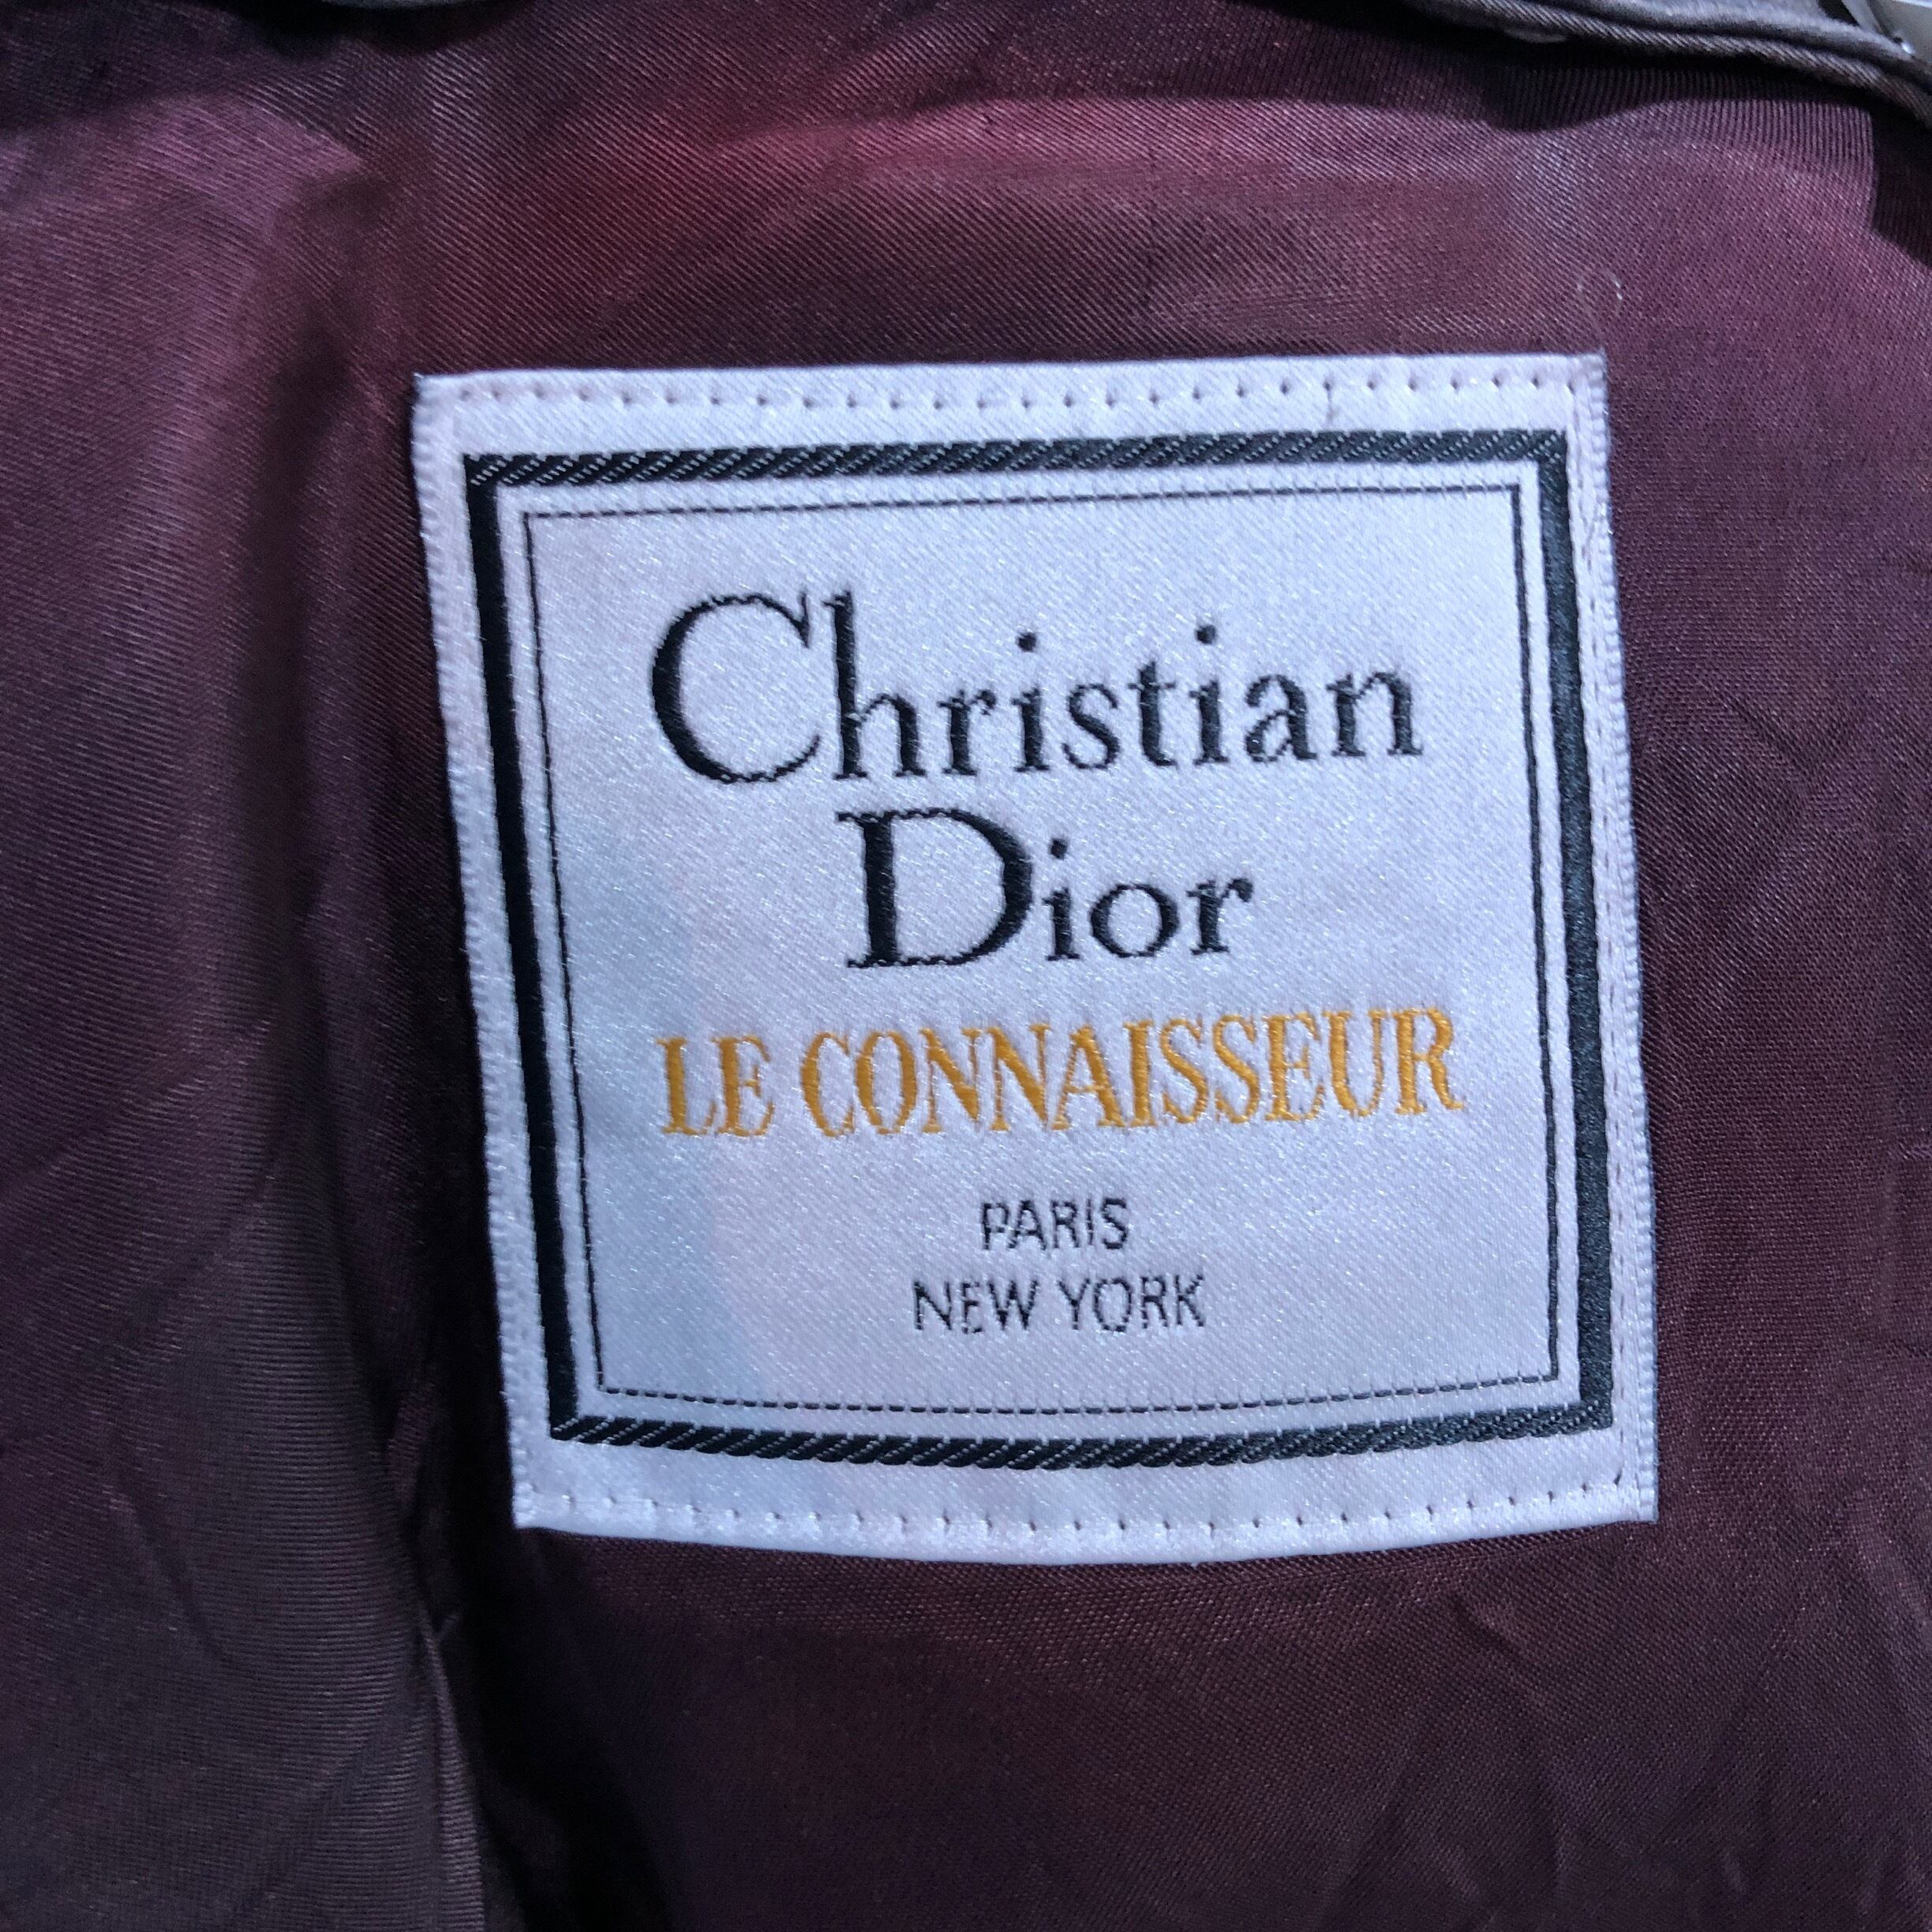 Christian
Dior
LE CONNAISSEUR
PARIS
NEW YORK